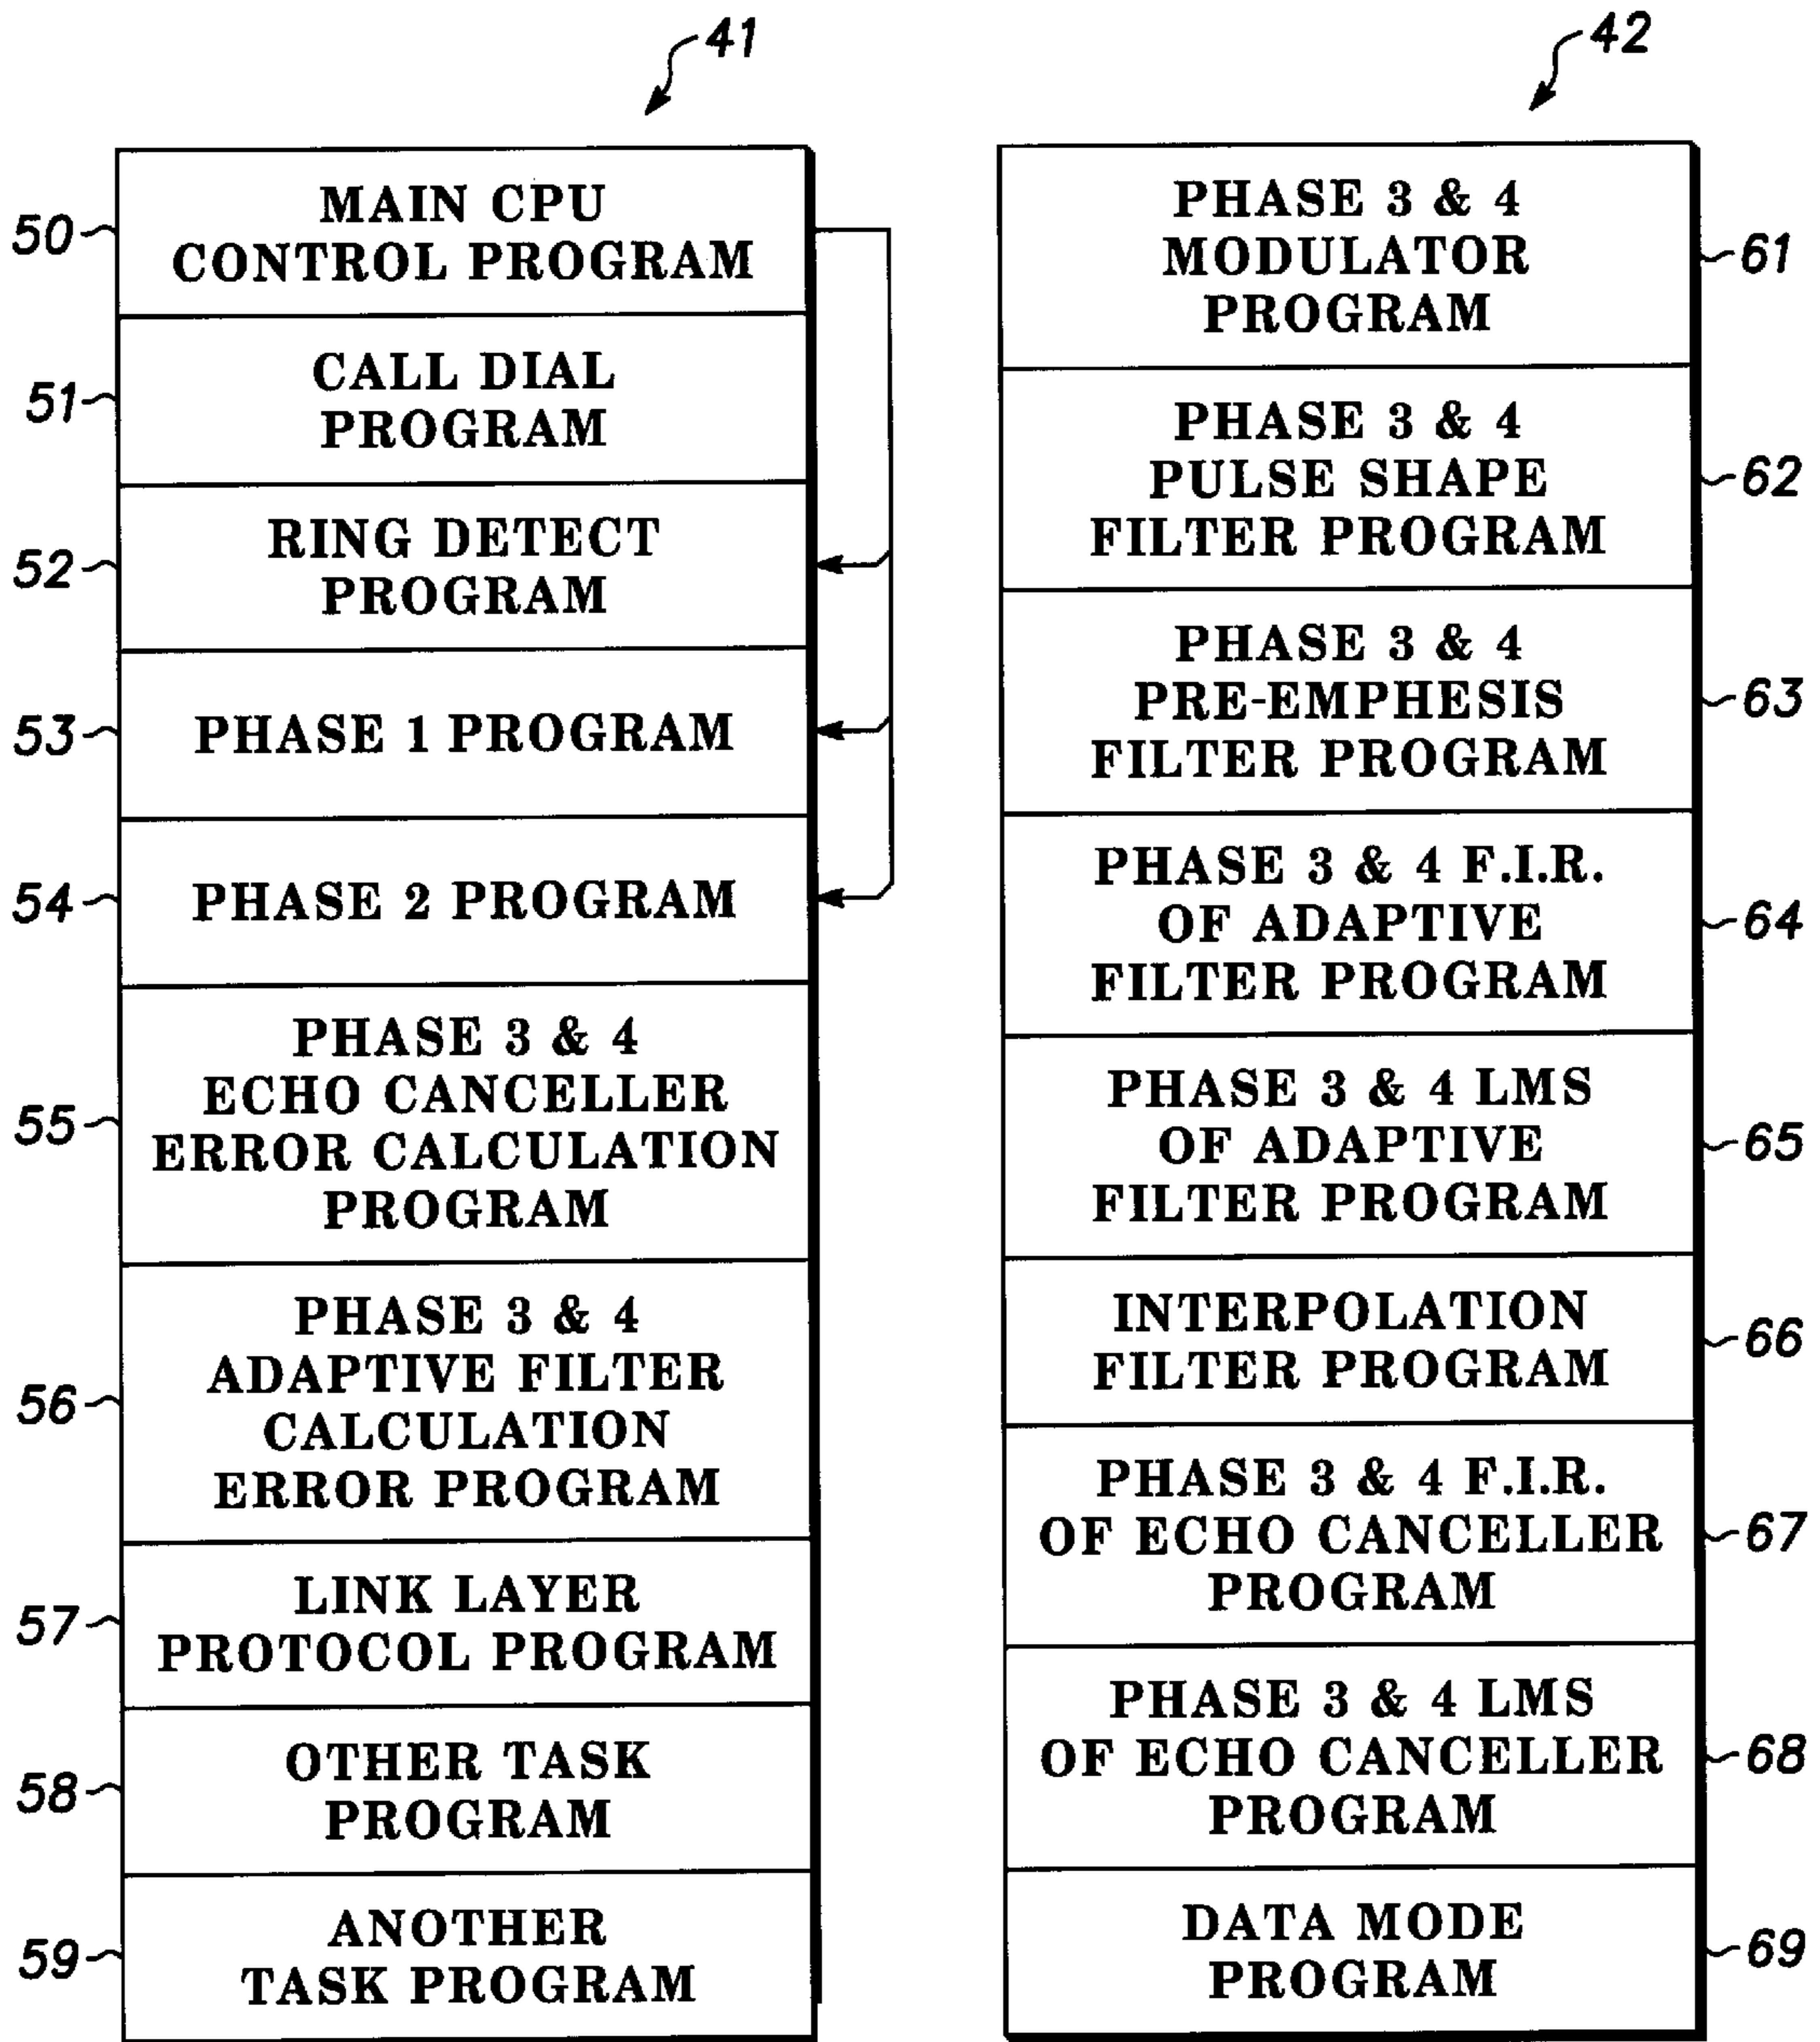 41
50
MAIN CPU
CONTROL PROGRAM
51
CALL DIAL
PROGRAM
52
RING DETECT
PROGRAM
53
PHASE 1 PROGRAM
54
PHASE 2 PROGRAM
55
PHASE 3 & 4
ECHO CANCELLER
ERROR CALCULATION
PROGRAM
56
PHASE 3 & 4
ADAPTIVE FILTER
CALCULATION
ERROR PROGRAM
57
LINK LAYER
PROTOCOL PROGRAM
58
OTHER TASK
PROGRAM
59
ANOTHER
TASK PROGRAM
42
PHASE 3 & 4
MODULATOR
PROGRAM
61
PHASE 3 & 4
PULSE SHAPE
FILTER PROGRAM
62
PHASE 3 & 4
PRE-EMPHESIS
FILTER PROGRAM
63
PHASE 3 & 4 F.I.R.
OF ADAPTIVE
FILTER PROGRAM
64
PHASE 3 & 4 LMS
OF ADAPTIVE
FILTER PROGRAM
65
INTERPOLATION
FILTER PROGRAM
66
PHASE 3 & 4 F.I.R.
OF ECHO CANCELLER
PROGRAM
67
PHASE 3 & 4 LMS
OF ECHO CANCELLER
PROGRAM
68
DATA MODE
PROGRAM
69